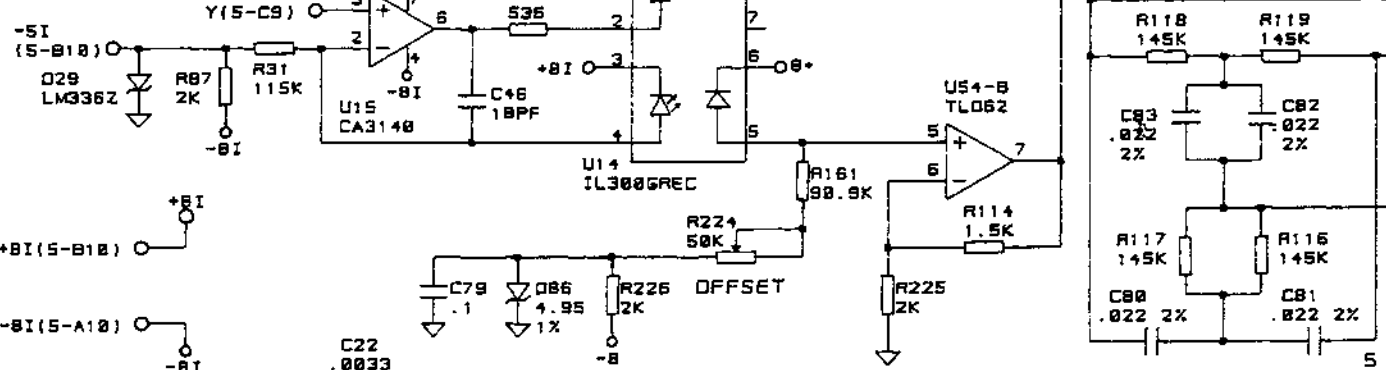 Y(5-C9)
3
7
6
S36
2
7
R118
145K
R119
145K
-5I
(5-B10)
2
4
3
+8I
6
8+
D29
LM336Z
R87
2K
R31
115K
-8I
U15
CA3140
C46
18PF
U54-B
TL062
C83
.022
2%
C82
.022
2%
-8I
4
5
5
7
6
U14
IL300GREC
R161
90.9K
+8I
R224
50K
R114
1.5K
+8I(5-B10)
R117
145K
R116
145K
C79
.1
D86
4.95
1%
R226
2K
OFFSET
R225
2K
C80
.022 2%
C81
.022 2%
-8I(5-A10)
-8I
C22
.0033
-8
5